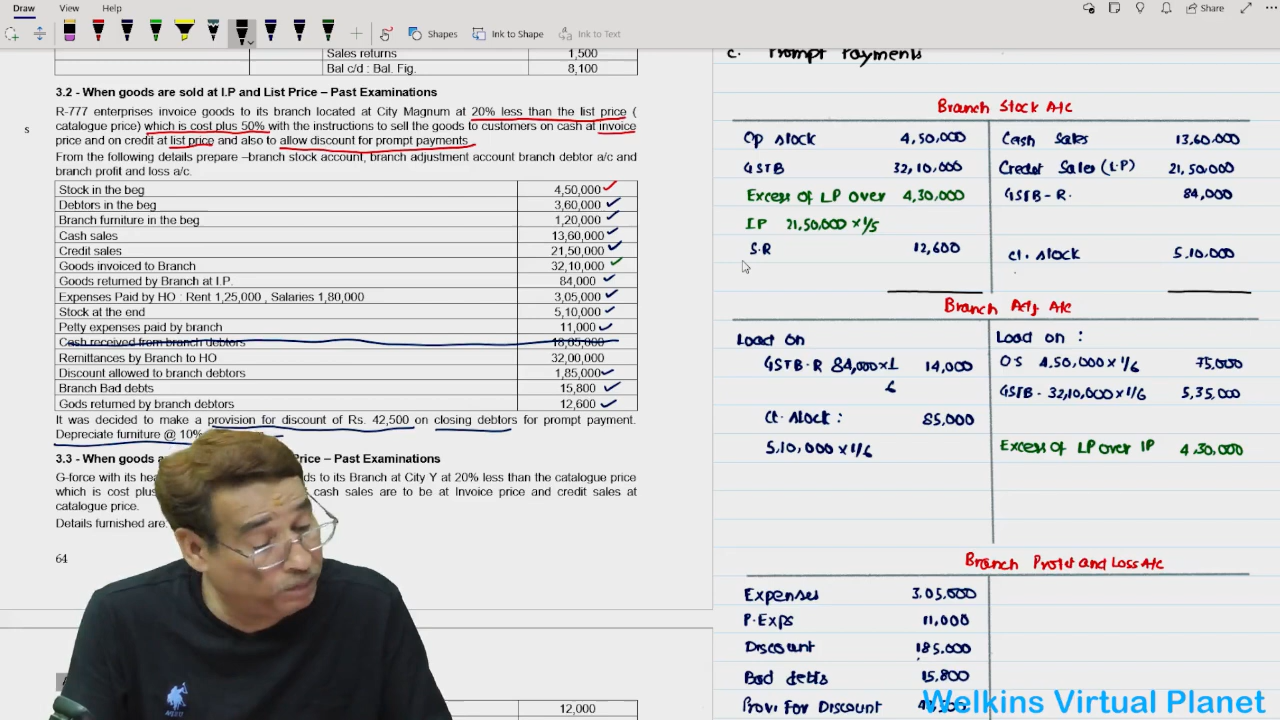 Draw
View
Help
Share
Shapes
Ink to Shape
Ink to Text
Sales returns 1,500
Bal c/d : Bal. Fig. 8,100
3.2 - When goods are sold at I.P and List Price – Past Examinations
R-777 enterprises invoice goods to its branch located at City Magnum at 20% less than the list price (
s
catalogue price) which is cost plus 50% with the instructions to sell the goods to customers on cash at invoice
price and on credit at list price and also to allow discount for prompt payments.
From the following details prepare –branch stock account, branch adjustment account branch debtor a/c and
branch profit and loss a/c.
Stock in the beg 4,50,000
Debtors in the beg 3,60,000
Branch furniture in the beg 1,20,000
Cash sales 13,60,000
Credit sales 21,50,000
Goods invoiced to Branch 32,10,000
Goods returned by Branch at I.P. 84,000
Expenses Paid by HO : Rent 1,25,000 , Salaries 1,80,000 3,05,000
Stock at the end 5,10,000
Petty expenses paid by branch 11,000
Cash received from branch debtors 18,85,000
Remittances by Branch to HO 32,00,000
Discount allowed to branch debtors 1,85,000
Branch Bad debts 15,800
Gods returned by branch debtors 12,600
It was decided to make a provision for discount of Rs. 42,500 on closing debtors for prompt payment.
Depreciate furniture @ 10%
3.3 - When goods Price – Past Examinations
G-force with its hea ds to its Branch at City Y at 20% less than the catalogue price
which is cost plus cash sales are to be at Invoice price and credit sales at
catalogue price.
Details furnished are.
64
12,000
c. Prompt Payments
Branch Stock A/c
Op stock 4,50,000 Cash Sales 13,60,000
GSTB 32,10,000 Credit Sales (L.P) 21,50,000
Excess of LP over 4,30,000 GSTB-R. 84,000
IP 21,50,000 x 1/5
S.R 12,600 Cl. stock 5,10,000
Branch Adj A/c
Load on Load on :
GSTB-R 84,000 x 1/6 14,000 OS 4,50,000 x 1/6 75,000
GSTB - 32,10,000 x 1/6 5,35,000
Cl. stock : 85,000
5,10,000 x 1/6 Excess of LP over IP 4,30,000
Branch Profit and Loss A/c
Expenses 3,05,000
P.Exps 11,000
Discount 185,000
Bad debts 15,800
Provi For Discount
Welkins Virtual Planet